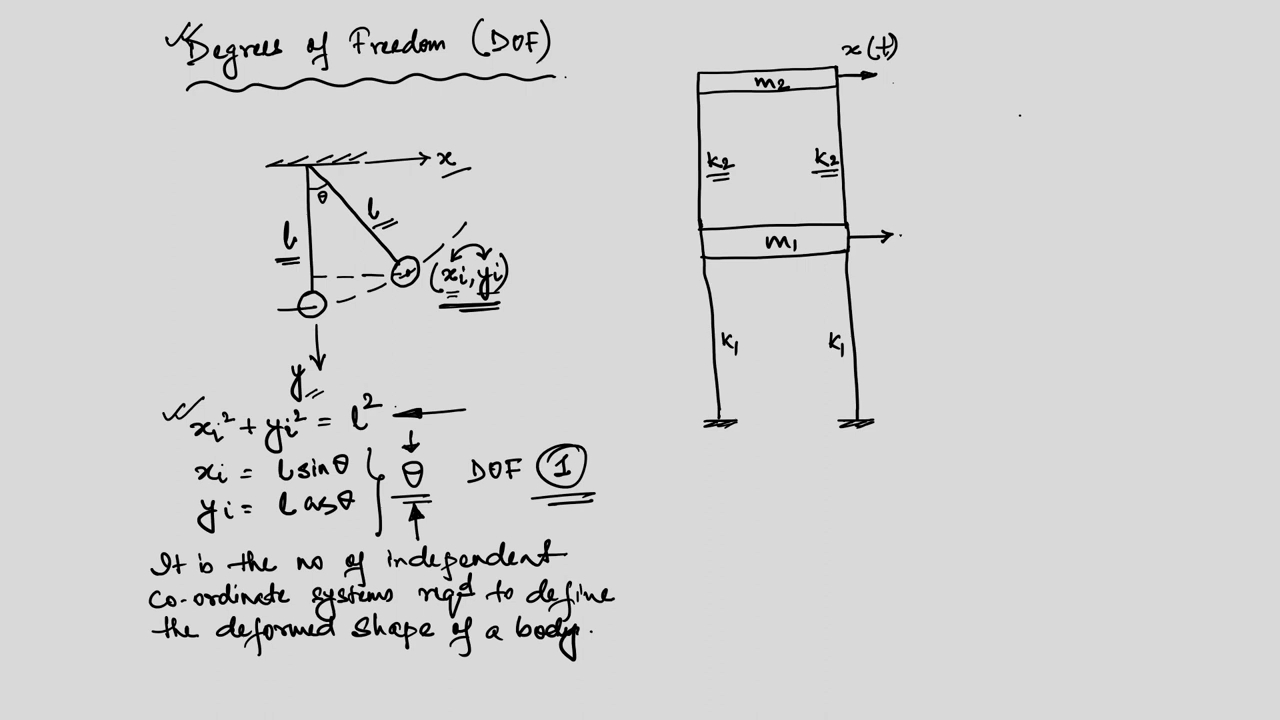 Degrees of Freedom (DOF)
x
θ
l
l
(xi, yi)
y
xi² + yi² = l²
xi = l sinθ
yi = l cosθ
θ
DOF 1
It is the no of independent
co-ordinate systems reqd to define
the deformed shape of a body.
x(t)
m2
k2
k2
m1
k1
k1